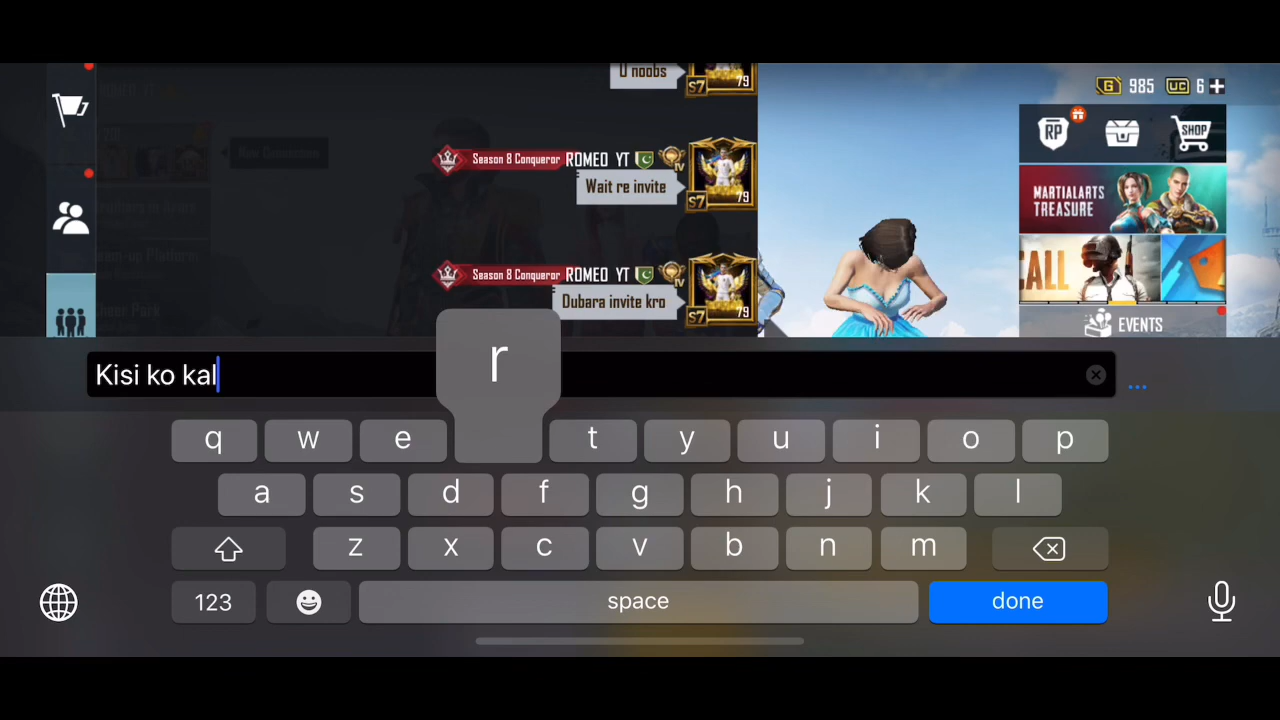 U noobs
S7 79
G 985 UC 6
RP
SHOP
Season 8 Conqueror ROMEO YT IV
Wait re invite
S7 79
MARTIALARTS
TREASURE
Season 8 Conqueror ROMEO YT IV
Dubara invite kro
S7 79
ALL
EVENTS
Kisi ko kal
...
r
q w e t y u i o p
a s d f g h j k l
z x c v b n m
123 space done